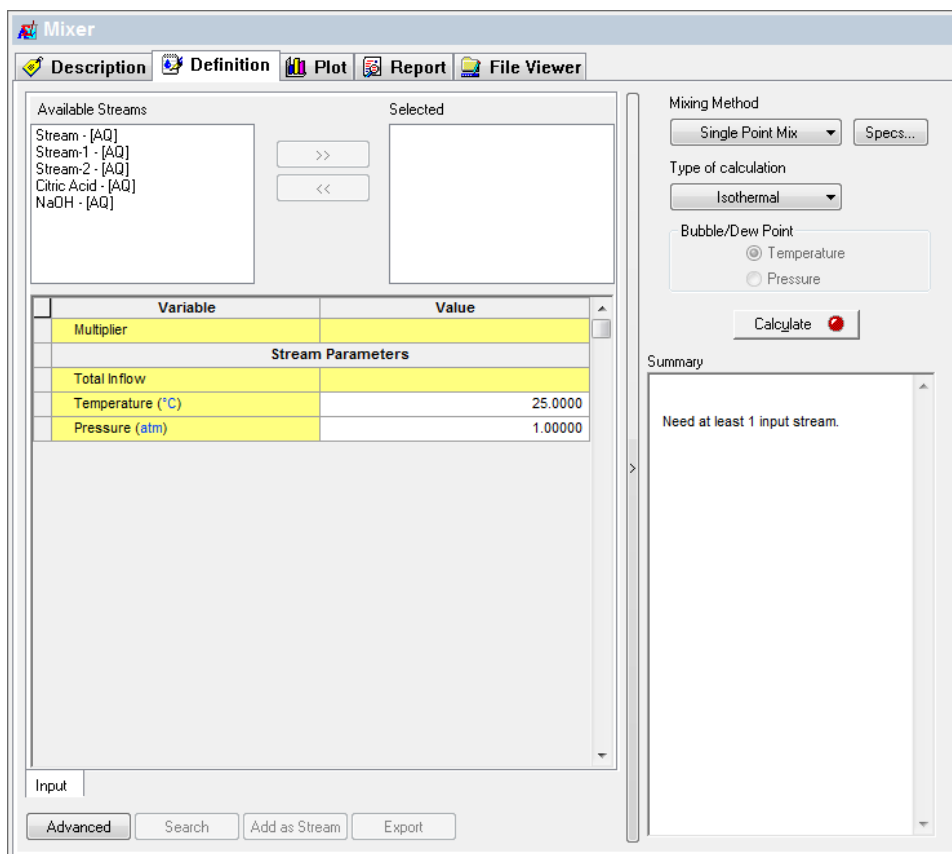 Mixer
Description Definition Plot Report File Viewer
Available Streams
Stream - [AQ]
Stream-1 - [AQ]
Stream-2 - [AQ]
Citric Acid - [AQ]
NaOH - [AQ]
>>
<<
Selected
Variable Value
Multiplier
Stream Parameters
Total Inflow
Temperature (°C) 25.0000
Pressure (atm) 1.00000
Input
Advanced Search Add as Stream Export
>
Mixing Method
Single Point Mix Specs...
Type of calculation
Isothermal
Bubble/Dew Point
Temperature
Pressure
Calculate
Summary
Need at least 1 input stream.